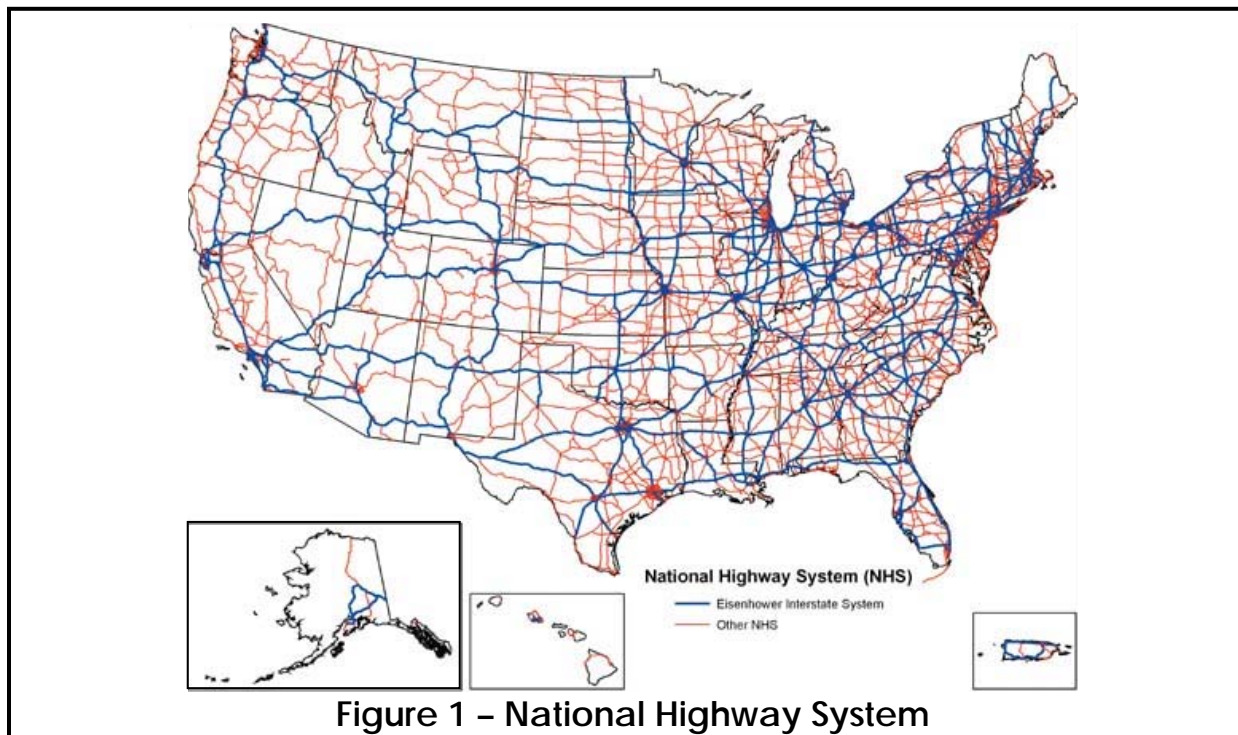 National Highway System (NHS)
Eisenhower Interstate System
Other NHS
Figure 1 – National Highway System